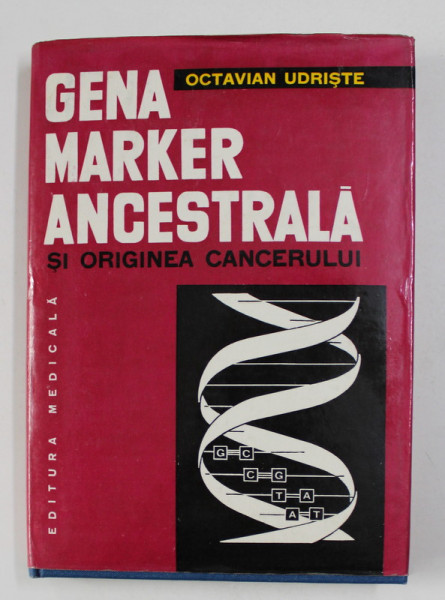 OCTAVIAN UDRIȘTE
GENA
MARKER
ANCESTRALĂ
ȘI ORIGINEA CANCERULUI
EDITURA MEDICALĂ
G≡C
C≡G
T=A
A=T